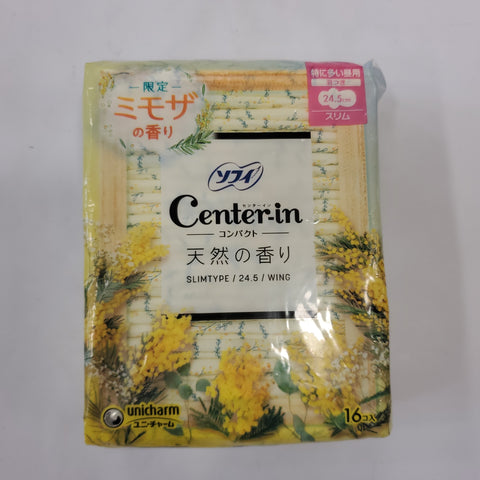 限定
ミモザ
の香り
特に多い昼用
羽つき
24.5cm
スリム
ソフィ
センターイン
Center-in
コンパクト
天然の香り
SLIMTYPE / 24.5 / WING
unicharm
ユニ・チャーム
16コ入